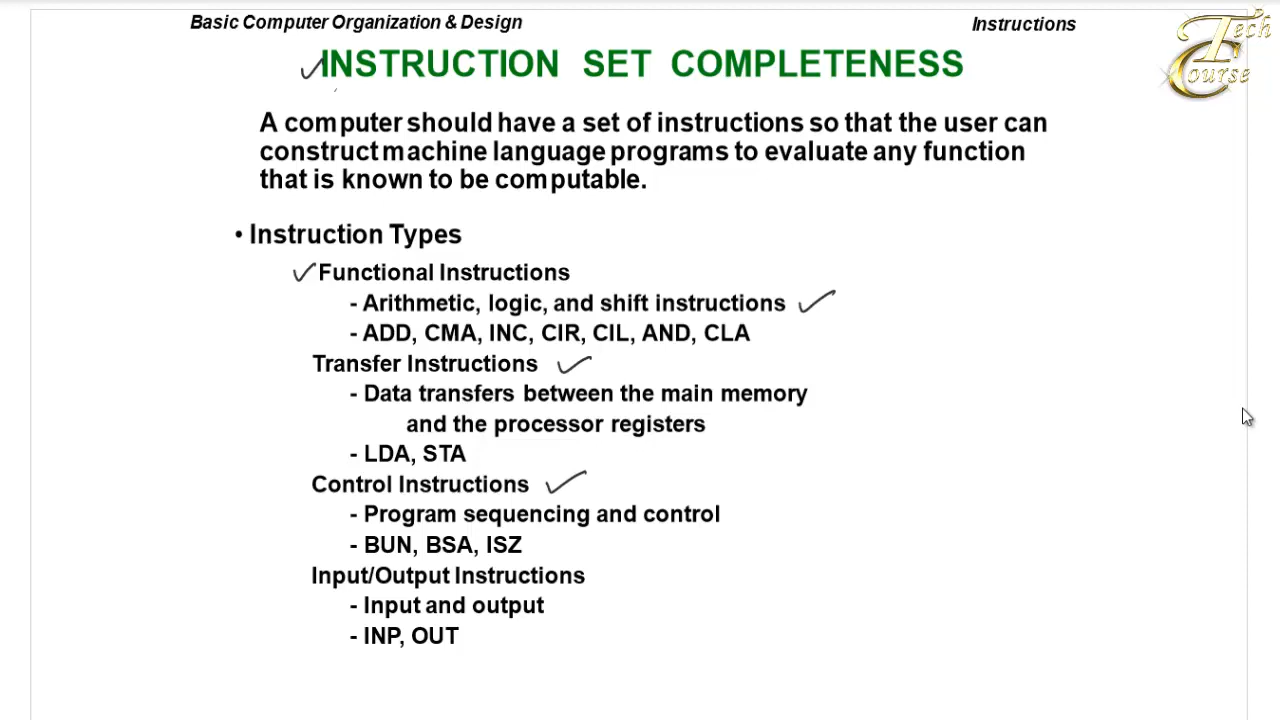 Basic Computer Organization & Design
Instructions
Tech
Course
INSTRUCTION SET COMPLETENESS
A computer should have a set of instructions so that the user can
construct machine language programs to evaluate any function
that is known to be computable.
• Instruction Types
Functional Instructions
- Arithmetic, logic, and shift instructions
- ADD, CMA, INC, CIR, CIL, AND, CLA
Transfer Instructions
- Data transfers between the main memory
and the processor registers
- LDA, STA
Control Instructions
- Program sequencing and control
- BUN, BSA, ISZ
Input/Output Instructions
- Input and output
- INP, OUT